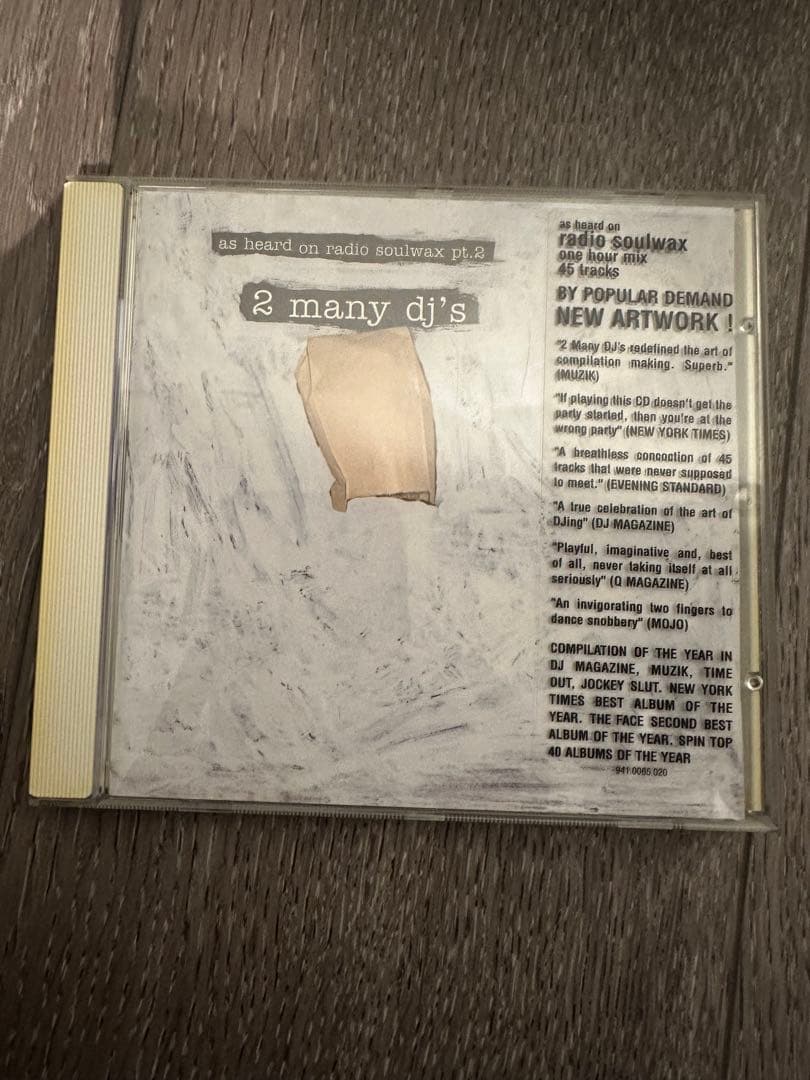 as heard on radio soulwax pt.2
2 many dj's
as heard on
radio soulwax
one hour mix
45 tracks
BY POPULAR DEMAND
NEW ARTWORK !
"2 Many DJ's redefined the art of
compilation making. Superb."
(MUZIK)
"If playing this CD doesn't get the
party started, then you're at the
wrong party" (NEW YORK TIMES)
"A breathless concoction of 45
tracks that were never supposed
to meet." (EVENING STANDARD)
"A true celebration of the art of
DJing" (DJ MAGAZINE)
"Playful, imaginative and, best
of all, never taking itself at all
seriously" (Q MAGAZINE)
"An invigorating two fingers to
dance snobbery" (MOJO)
COMPILATION OF THE YEAR IN
DJ MAGAZINE, MUZIK, TIME
OUT, JOCKEY SLUT. NEW YORK
TIMES BEST ALBUM OF THE
YEAR. THE FACE SECOND BEST
ALBUM OF THE YEAR. SPIN TOP
40 ALBUMS OF THE YEAR
941.0065.020